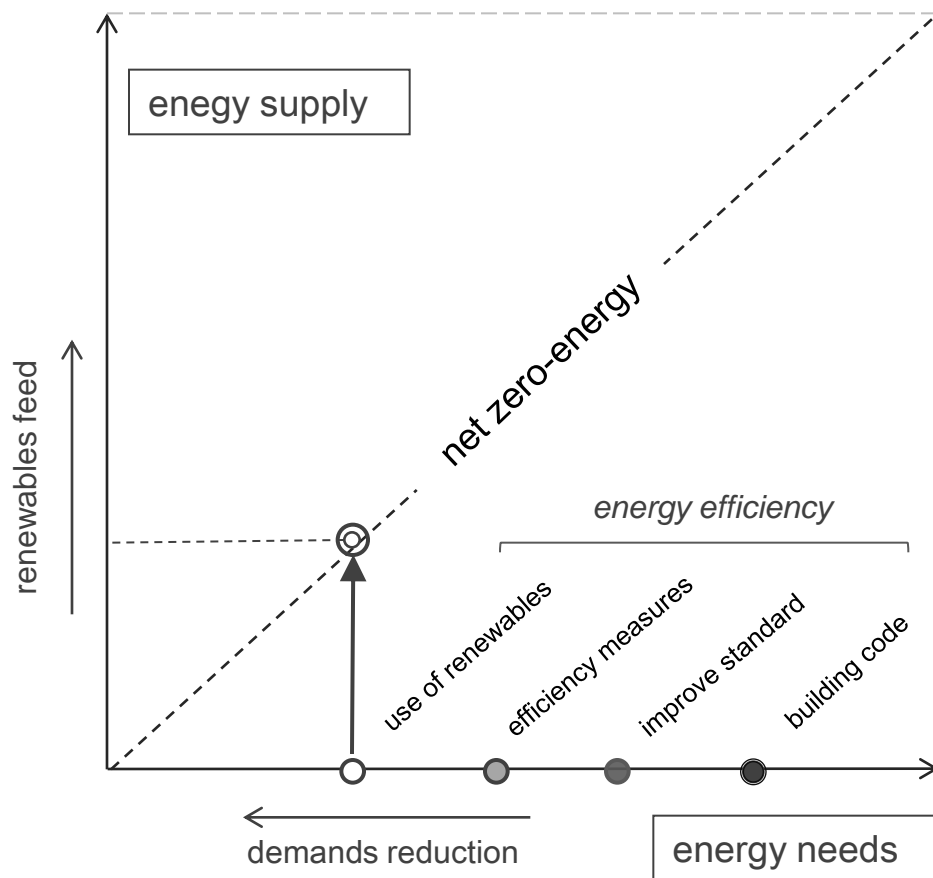 enegy supply
net zero-energy
renewables feed
energy efficiency
use of renewables
efficiency measures
improve standard
building code
demands reduction
energy needs